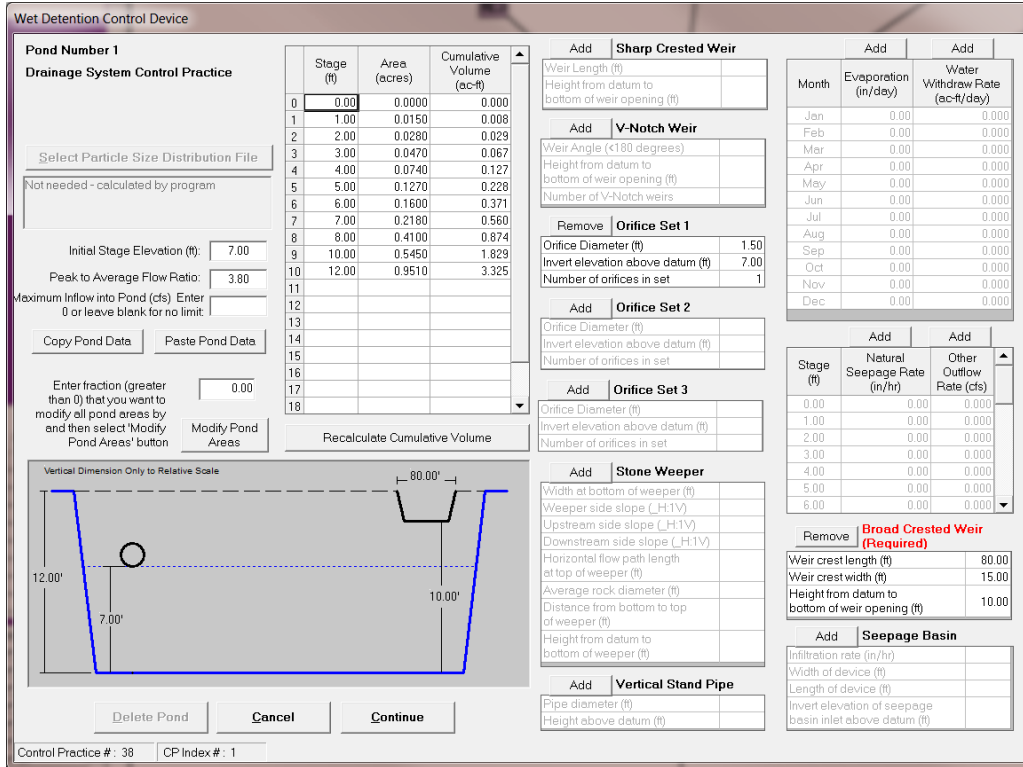 Wet Detention Control Device
Pond Number 1
Drainage System Control Practice
Select Particle Size Distribution File
Not needed - calculated by program
Initial Stage Elevation (ft): 7.00
Peak to Average Flow Ratio: 3.80
Maximum Inflow into Pond (cfs) Enter
0 or leave blank for no limit:
Copy Pond Data Paste Pond Data
Enter fraction (greater 0.00
than 0) that you want to
modify all pond areas by
and then select 'Modify
Pond Areas' button
Modify Pond
Areas
Stage
(ft)
Area
(acres)
Cumulative
Volume
(ac-ft)
0 0.00 0.0000 0.000
1 1.00 0.0150 0.008
2 2.00 0.0280 0.029
3 3.00 0.0470 0.067
4 4.00 0.0740 0.127
5 5.00 0.1270 0.228
6 6.00 0.1600 0.371
7 7.00 0.2180 0.560
8 8.00 0.4100 0.874
9 10.00 0.5450 1.829
10 12.00 0.9510 3.325
11
12
13
14
15
16
17
18
Recalculate Cumulative Volume
Vertical Dimension Only to Relative Scale
80.00'
12.00'
7.00'
10.00'
Delete Pond Cancel Continue
Control Practice #: 38 CP Index #: 1
Add Sharp Crested Weir
Weir Length (ft)
Height from datum to
bottom of weir opening (ft)
Add V-Notch Weir
Weir Angle (<180 degrees)
Height from datum to
bottom of weir opening (ft)
Number of V-Notch weirs
Remove Orifice Set 1
Orifice Diameter (ft) 1.50
Invert elevation above datum (ft) 7.00
Number of orifices in set 1
Add Orifice Set 2
Orifice Diameter (ft)
Invert elevation above datum (ft)
Number of orifices in set
Add Orifice Set 3
Orifice Diameter (ft)
Invert elevation above datum (ft)
Number of orifices in set
Add Stone Weeper
Width at bottom of weeper (ft)
Weeper side slope (_H:1V)
Upstream side slope (_H:1V)
Downstream side slope (_H:1V)
Horizontal flow path length
at top of weeper (ft)
Average rock diameter (ft)
Distance from bottom to top
of weeper (ft)
Height from datum to
bottom of weeper (ft)
Add Vertical Stand Pipe
Pipe diameter (ft)
Height above datum (ft)
Add Add
Month
Evaporation
(in/day)
Water
Withdraw Rate
(ac-ft/day)
Jan 0.00 0.000
Feb 0.00 0.000
Mar 0.00 0.000
Apr 0.00 0.000
May 0.00 0.000
Jun 0.00 0.000
Jul 0.00 0.000
Aug 0.00 0.000
Sep 0.00 0.000
Oct 0.00 0.000
Nov 0.00 0.000
Dec 0.00 0.000
Add Add
Stage
(ft)
Natural
Seepage Rate
(in/hr)
Other
Outflow
Rate (cfs)
0.00 0.00 0.000
1.00 0.00 0.000
2.00 0.00 0.000
3.00 0.00 0.000
4.00 0.00 0.000
5.00 0.00 0.000
6.00 0.00 0.000
Remove Broad Crested Weir
(Required)
Weir crest length (ft) 80.00
Weir crest width (ft) 15.00
Height from datum to
bottom of weir opening (ft) 10.00
Add Seepage Basin
Infiltration rate (in/hr)
Width of device (ft)
Length of device (ft)
Invert elevation of seepage
basin inlet above datum (ft)